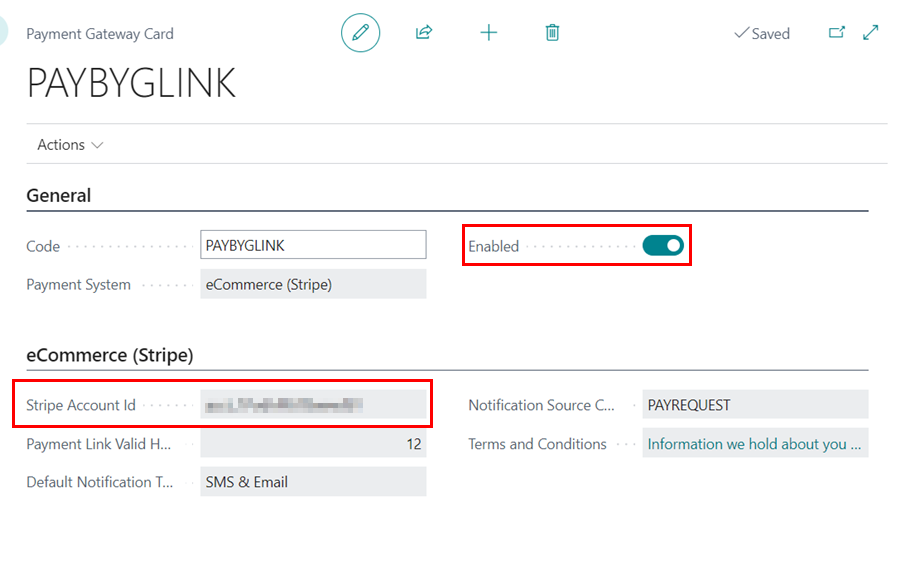 Payment Gateway Card
Saved
PAYBYGLINK
Actions
General
Code PAYBYGLINK Enabled
Payment System eCommerce (Stripe)
eCommerce (Stripe)
Stripe Account Id Notification Source C... PAYREQUEST
Payment Link Valid H... 12 Terms and Conditions Information we hold about you ...
Default Notification T... SMS & Email